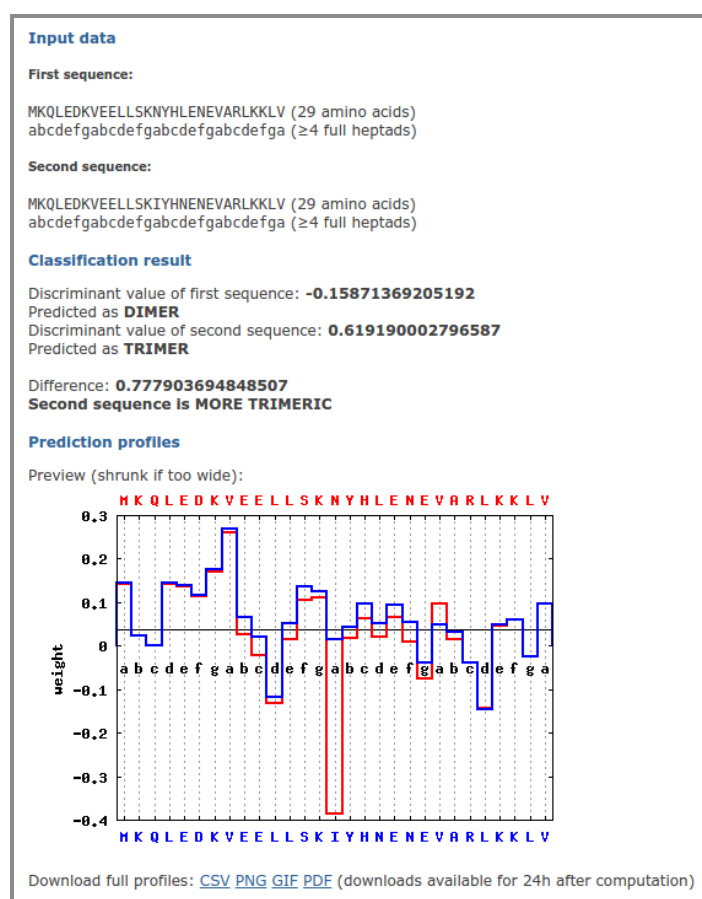 Input data
First sequence:
MKQLEDKVEELLSKNYHLENEVARLKKLV (29 amino acids)
abcdefgabcdefgabcdefgabcdefga (≥4 full heptads)
Second sequence:
MKQLEDKVEELLSKIYHNENEVARLKKLV (29 amino acids)
abcdefgabcdefgabcdefgabcdefga (≥4 full heptads)
Classification result
Discriminant value of first sequence: -0.15871369205192
Predicted as DIMER
Discriminant value of second sequence: 0.619190002796587
Predicted as TRIMER
Difference: 0.777903694848507
Second sequence is MORE TRIMERIC
Prediction profiles
Preview (shrunk if too wide):
M K Q L E D K V E E L L S K N Y H L E N E V A R L K K L V
0.3
0.2
0.1
0
-0.1
-0.2
-0.3
-0.4
weight
a b c d e f g a b c d e f g a b c d e f g a b c d e f g a
M K Q L E D K V E E L L S K I Y H N E N E V A R L K K L V
Download full profiles: CSV PNG GIF PDF (downloads available for 24h after computation)